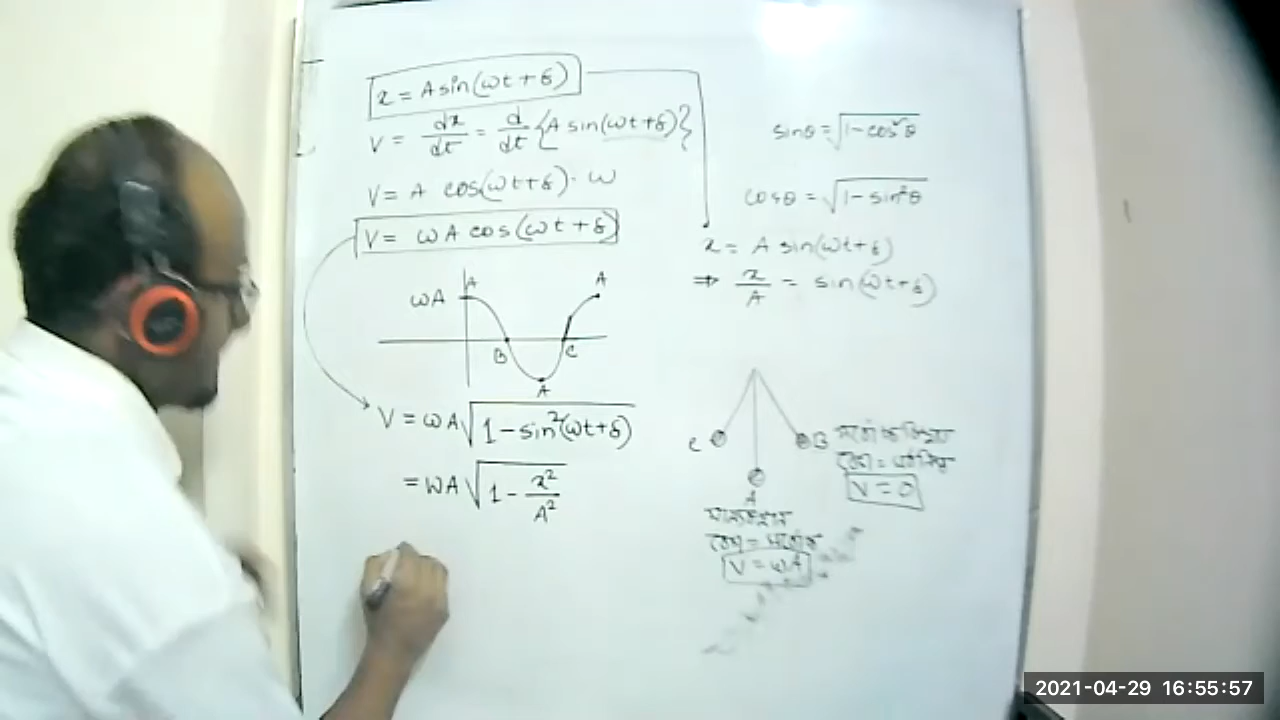 x = A sin(ωt + δ)
V = dx/dt = d/dt {A sin(ωt + δ)}
V = A cos(ωt + δ) · ω
V = ωA cos(ωt + δ)
ωA A A
B C
A
V = ωA√(1 − sin²(ωt + δ))
= ωA√(1 − x²/A²)
sinθ = √(1 − cos²θ)
cosθ = √(1 − sin²θ)
x = A sin(ωt + δ)
⇒ x/A = sin(ωt + δ)
C B
V = 0
A
V = ωA
2021-04-29 16:55:57